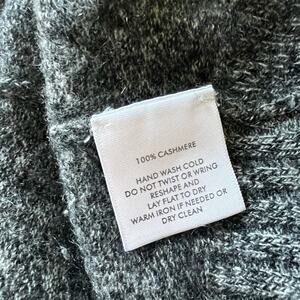 100% CASHMERE
HAND WASH COLD
DO NOT TWIST OR WRING
RESHAPE AND
LAY FLAT TO DRY
WARM IRON IF NEEDED OR
DRY CLEAN